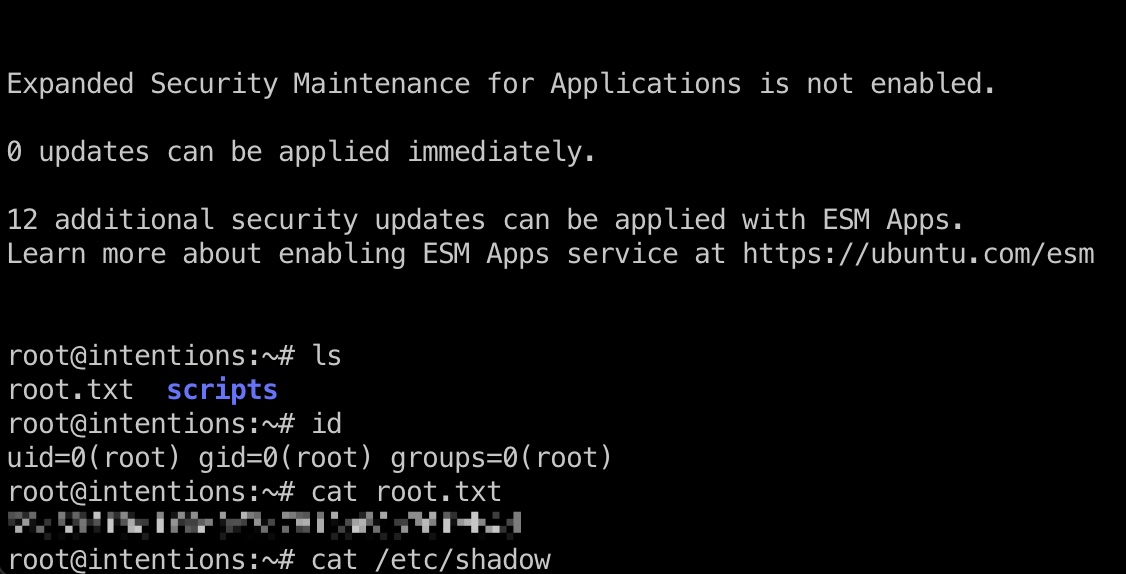 Expanded Security Maintenance for Applications is not enabled.
0 updates can be applied immediately.
12 additional security updates can be applied with ESM Apps.
Learn more about enabling ESM Apps service at https://ubuntu.com/esm
root@intentions:~# ls
root.txt  scripts
root@intentions:~# id
uid=0(root) gid=0(root) groups=0(root)
root@intentions:~# cat root.txt
root@intentions:~# cat /etc/shadow